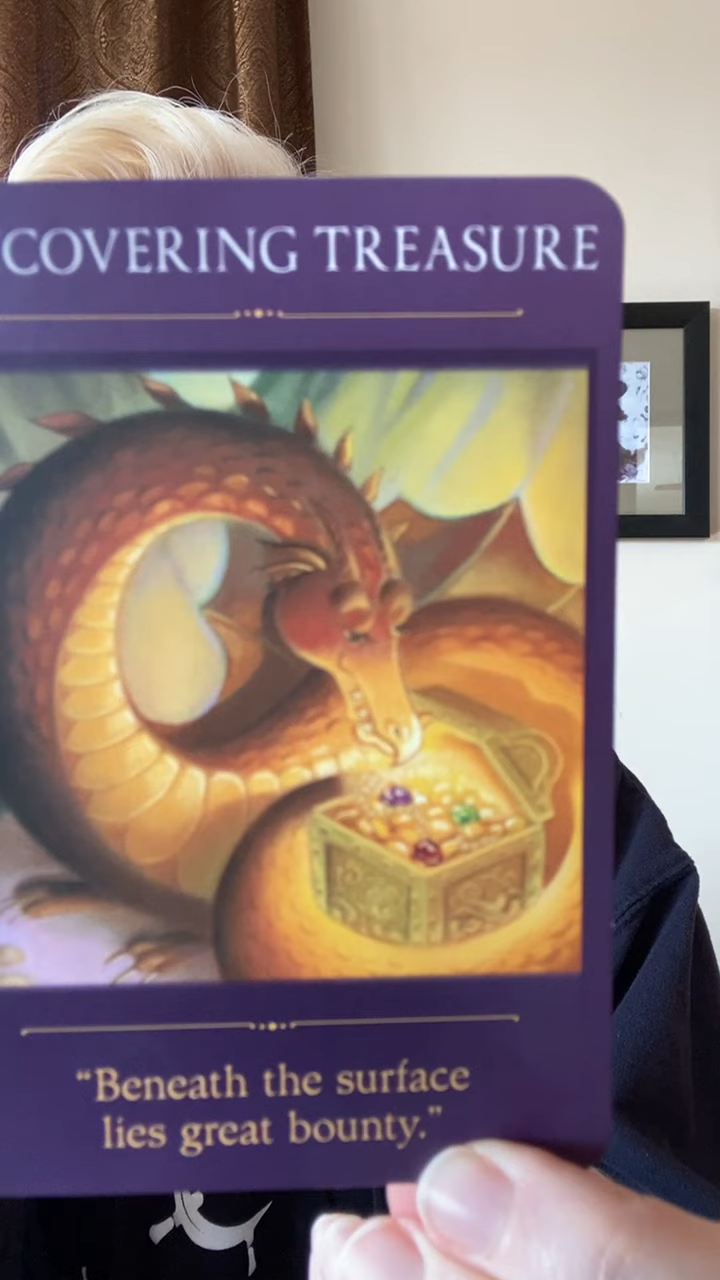 COVERING TREASURE
“Beneath the surface
lies great bounty.”